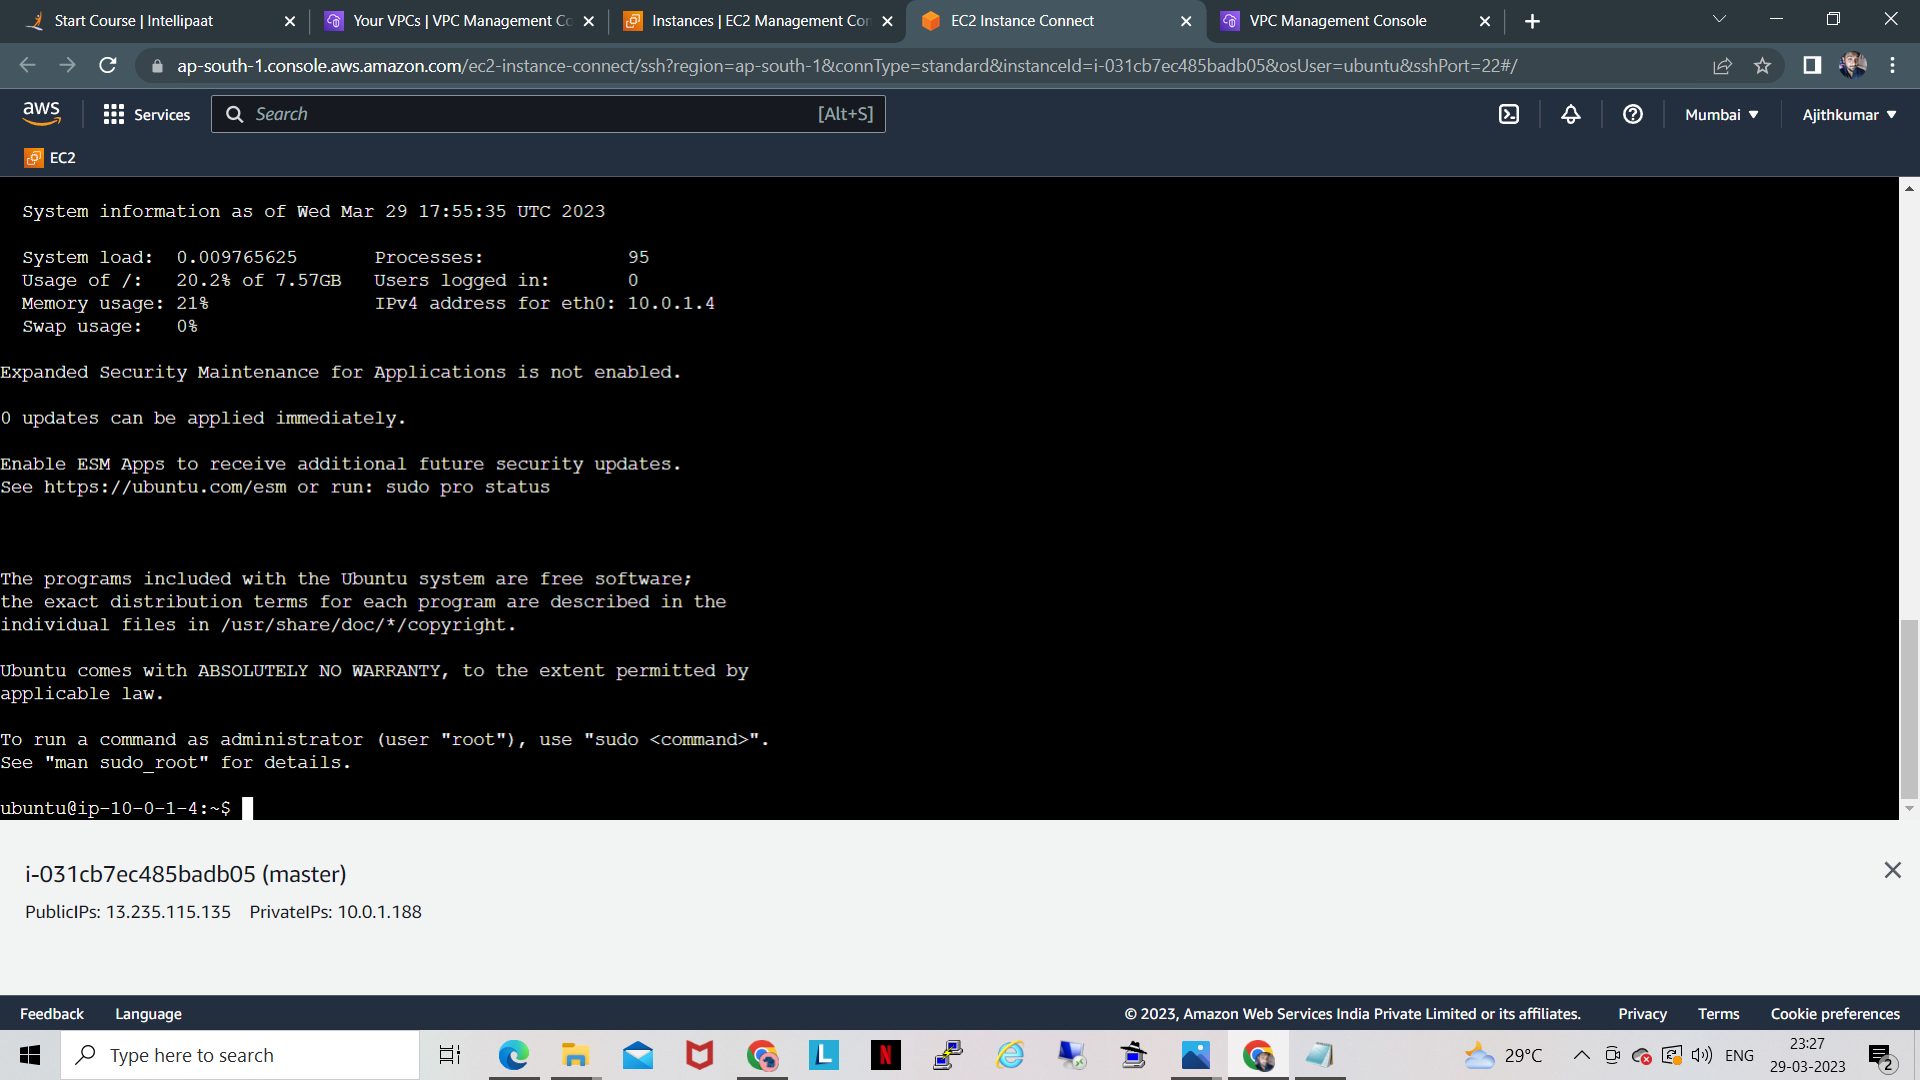 Start Course | Intellipaat
Your VPCs | VPC Management Co
Instances | EC2 Management Con
EC2 Instance Connect
VPC Management Console
ap-south-1.console.aws.amazon.com/ec2-instance-connect/ssh?region=ap-south-1&connType=standard&instanceId=i-031cb7ec485badb05&osUser=ubuntu&sshPort=22#/
aws
Services
Search
[Alt+S]
Mumbai
Ajithkumar
EC2
System information as of Wed Mar 29 17:55:35 UTC 2023
System load: 0.009765625 Processes: 95
Usage of /: 20.2% of 7.57GB Users logged in: 0
Memory usage: 21% IPv4 address for eth0: 10.0.1.4
Swap usage: 0%
Expanded Security Maintenance for Applications is not enabled.
0 updates can be applied immediately.
Enable ESM Apps to receive additional future security updates.
See https://ubuntu.com/esm or run: sudo pro status
The programs included with the Ubuntu system are free software;
the exact distribution terms for each program are described in the
individual files in /usr/share/doc/*/copyright.
Ubuntu comes with ABSOLUTELY NO WARRANTY, to the extent permitted by
applicable law.
To run a command as administrator (user "root"), use "sudo <command>".
See "man sudo_root" for details.
ubuntu@ip-10-0-1-4:~$
i-031cb7ec485badb05 (master)
PublicIPs: 13.235.115.135 PrivateIPs: 10.0.1.188
Feedback
Language
© 2023, Amazon Web Services India Private Limited or its affiliates.
Privacy
Terms
Cookie preferences
Type here to search
L
N
29°C
ENG
23:27
29-03-2023
2